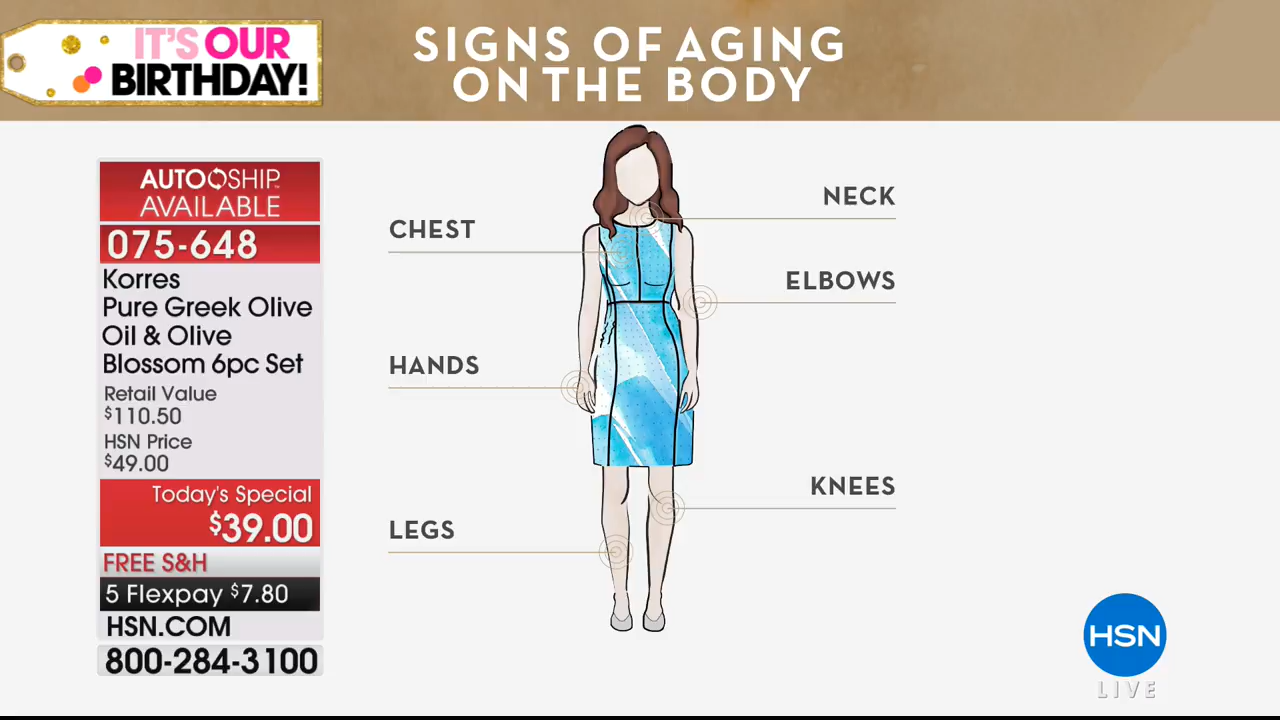 IT'S OUR
BIRTHDAY!
SIGNS OF AGING
ON THE BODY
AUTO SHIP
AVAILABLE
075-648
Korres
Pure Greek Olive
Oil & Olive
Blossom 6pc Set
Retail Value
$110.50
HSN Price
$49.00
Today's Special
$39.00
FREE S&H
5 Flexpay $7.80
HSN.COM
800-284-3100
CHEST
NECK
ELBOWS
HANDS
KNEES
LEGS
HSN
LIVE